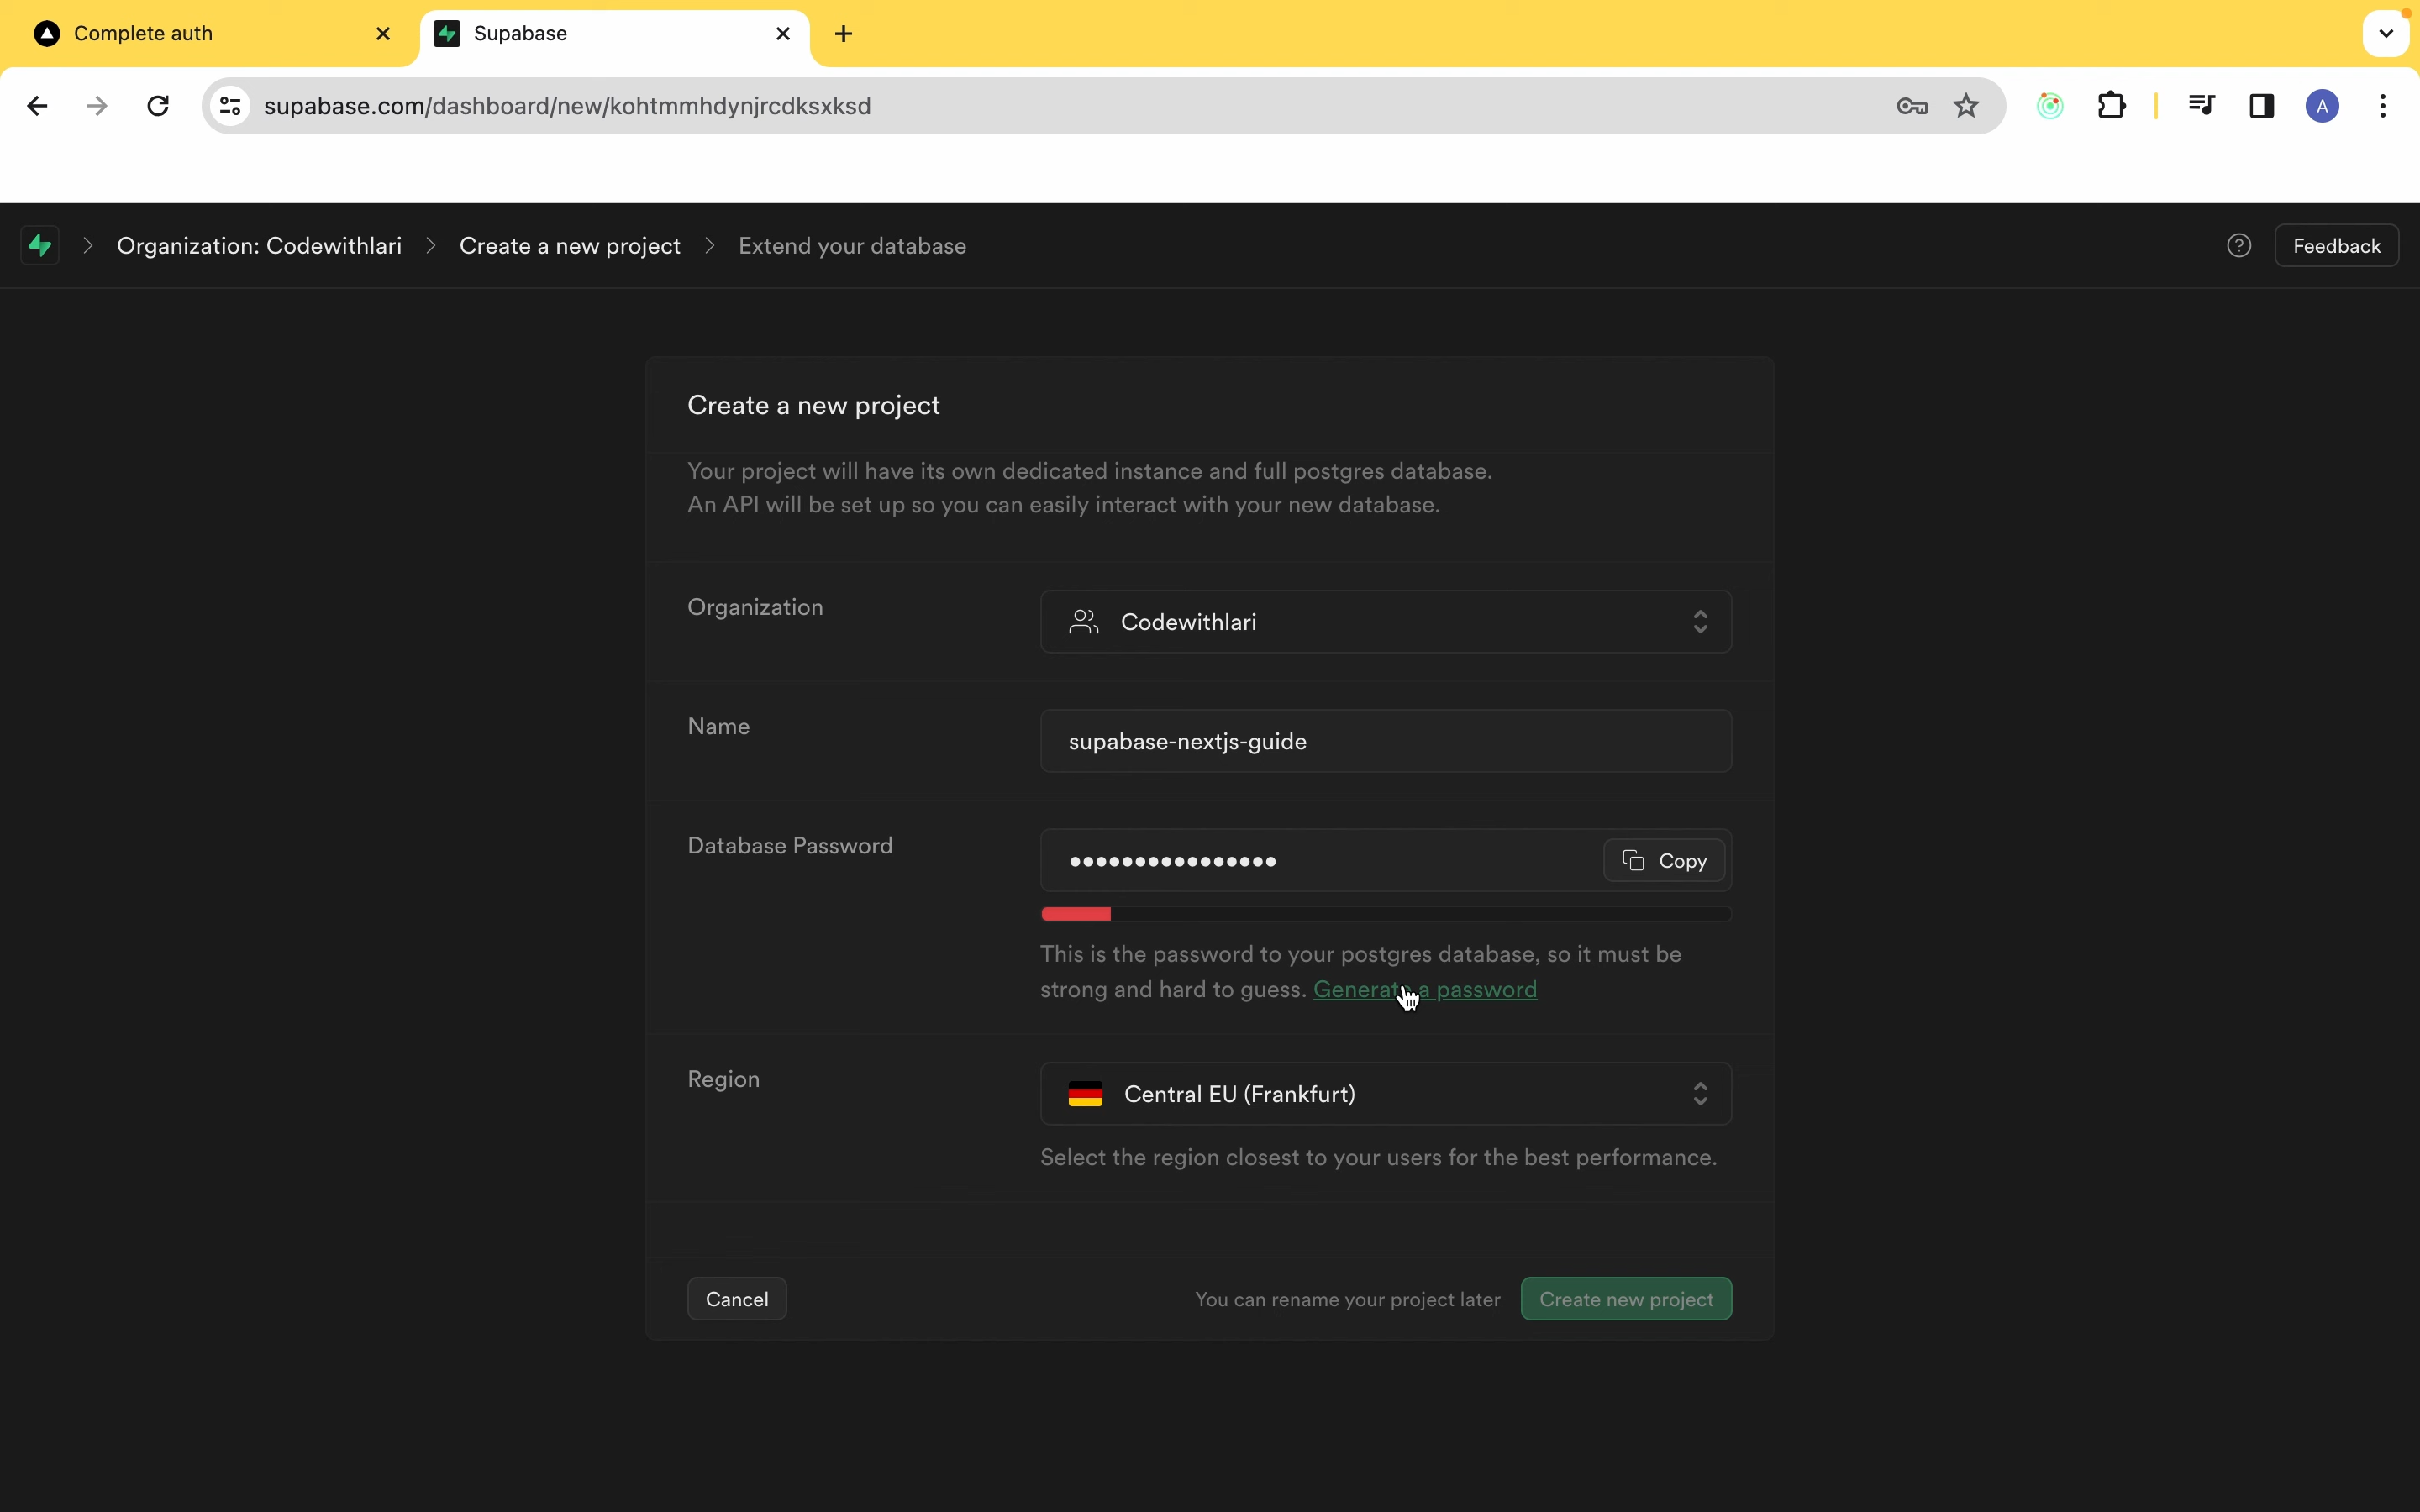 Complete auth
Supabase
supabase.com/dashboard/new/kohtmmhdynjrcdksxksd
A
Organization: Codewithlari
Create a new project
Extend your database
Feedback
Create a new project
Your project will have its own dedicated instance and full postgres database.
An API will be set up so you can easily interact with your new database.
Organization
Codewithlari
Name
supabase-nextjs-guide
Database Password
••••••••••••••••
Copy
This is the password to your postgres database, so it must be
strong and hard to guess. Generate a password
Region
Central EU (Frankfurt)
Select the region closest to your users for the best performance.
Cancel
You can rename your project later
Create new project